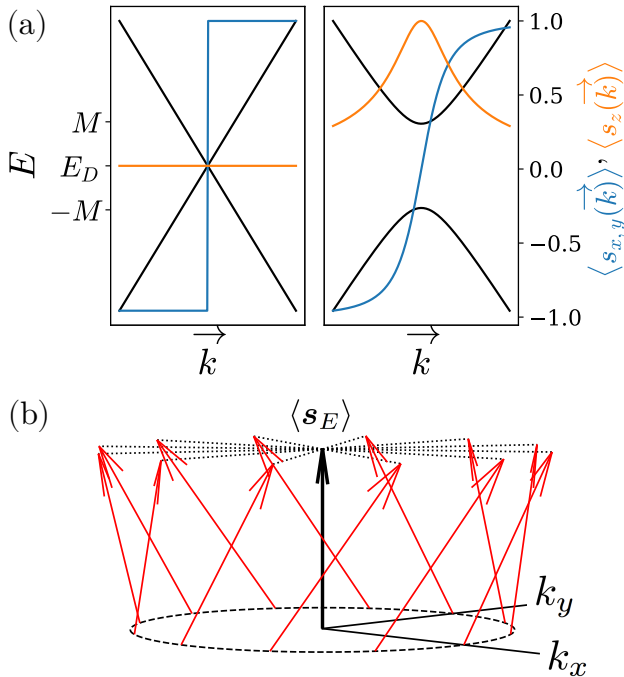 (a)
E
M
E_D
−M
k⃗
k⃗
1.0
0.5
0.0
−0.5
−1.0
⟨s_{x,y}(k⃗)⟩, ⟨s_z(k⃗)⟩
(b)
⟨s_E⟩
k_y
k_x